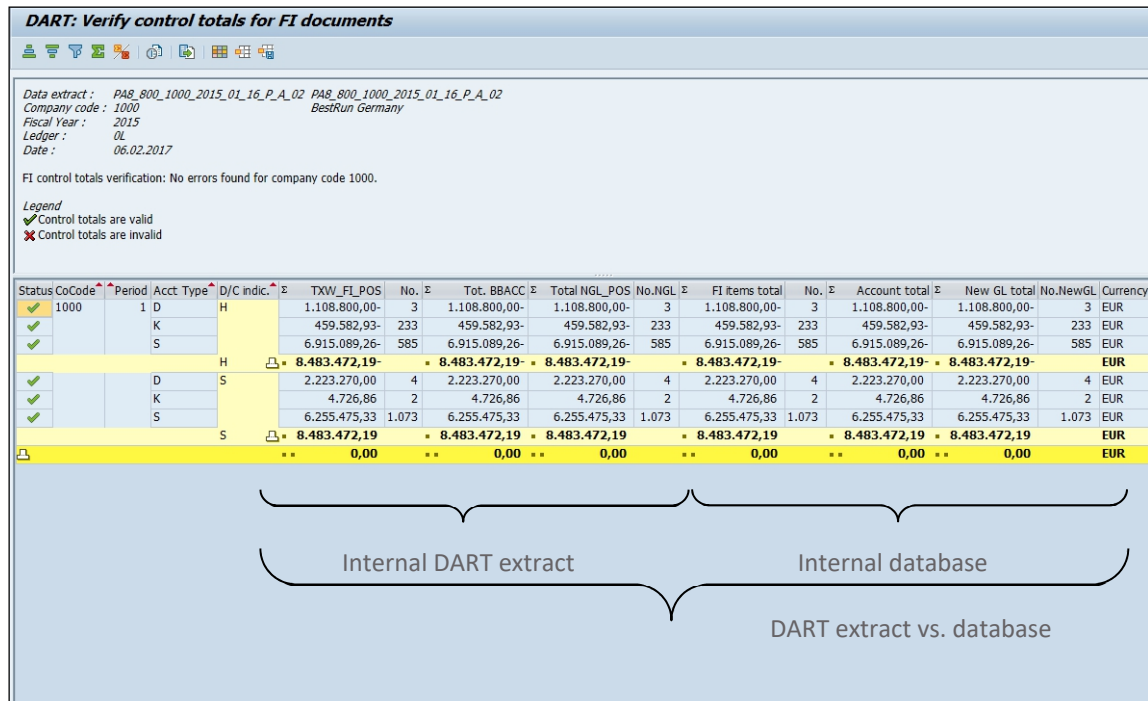 DART: Verify control totals for FI documents
Data extract : PA8_800_1000_2015_01_16_P_A_02 PA8_800_1000_2015_01_16_P_A_02
Company code : 1000 BestRun Germany
Fiscal Year : 2015
Ledger : 0L
Date : 06.02.2017
FI control totals verification: No errors found for company code 1000.
Legend
Control totals are valid
Control totals are invalid
Status CoCode Period Acct Type D/C indic. Σ TXW_FI_POS No. Σ Tot. BBACC Σ Total NGL_POS No.NGL Σ FI items total No. Σ Account total Σ New GL total No.NewGL Currency
1000 1 D H 1.108.800,00- 3 1.108.800,00- 1.108.800,00- 3 1.108.800,00- 3 1.108.800,00- 1.108.800,00- 3 EUR
K 459.582,93- 233 459.582,93- 459.582,93- 233 459.582,93- 233 459.582,93- 459.582,93- 233 EUR
S 6.915.089,26- 585 6.915.089,26- 6.915.089,26- 585 6.915.089,26- 585 6.915.089,26- 6.915.089,26- 585 EUR
H 8.483.472,19- 8.483.472,19- 8.483.472,19- 8.483.472,19- 8.483.472,19- 8.483.472,19- EUR
D S 2.223.270,00 4 2.223.270,00 2.223.270,00 4 2.223.270,00 4 2.223.270,00 2.223.270,00 4 EUR
K 4.726,86 2 4.726,86 4.726,86 2 4.726,86 2 4.726,86 4.726,86 2 EUR
S 6.255.475,33 1.073 6.255.475,33 6.255.475,33 1.073 6.255.475,33 1.073 6.255.475,33 6.255.475,33 1.073 EUR
S 8.483.472,19 8.483.472,19 8.483.472,19 8.483.472,19 8.483.472,19 8.483.472,19 EUR
0,00 0,00 0,00 0,00 0,00 0,00 EUR
Internal DART extract Internal database
DART extract vs. database